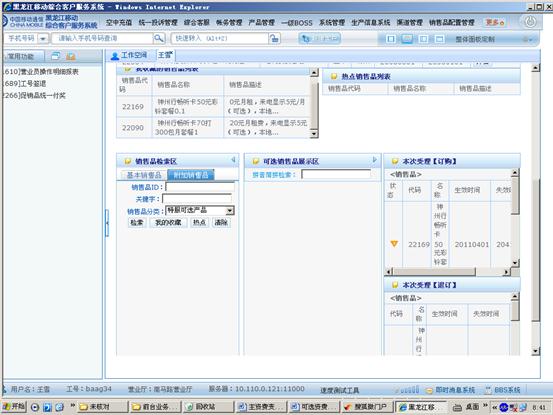 黑龙江移动综合客户服务系统 - Windows Internet Explorer
中国移动通信 CHINA MOBILE 黑龙江移动 综合客户服务系统
空中充值 统一投诉管理 综合客服 帐务管理 产品管理 一级BOSS 系统管理 生产信息系统 渠道管理 销售品配置管理 更多
手机号码 请输入手机号码查询 快速转入 (Alt+Z) 整体面板定制
常用功能 工作空间 王雪
1610]营业员操作明细报表
689]工号签退
2266]促销品统一付奖
我收藏的销售品列表 热点销售品列表
销售品代码 销售品名称 销售品描述 销售品代码 销售品名称 销售品描述
22169 神州行畅听卡50元彩铃套餐0.1 0元月租，来电显示5元/月（可选），本地...
22090 神州行畅听卡70打300包月套餐1 20元月租费，来电显示5元（可选），本地...
销售品检索区 可选销售品展示区 本次受理【订购】
基本销售品 附加销售品 拼音简拼检索： <销售品>
销售品ID：
关键字：
销售品分类： 特服可选产品
检索 我的收藏 热点 清除
状态 代码 名称 生效时间 失效时间
22169 神州行畅听卡50元彩铃套 20110401 204
本次受理【退订】
<销售品>
代码 名称 生效时间 失效时间
神州行
用户名：王雪 工号：baag34 营业厅：南马路营业厅 服务器：10.110.0.121:11000 速度测试工具 即时消息系统 BBS系统
开始 未核对 前台业务... 回收站 主资费资... 可选资费... 搜狐微门户 黑龙江移... 桌面 8:41